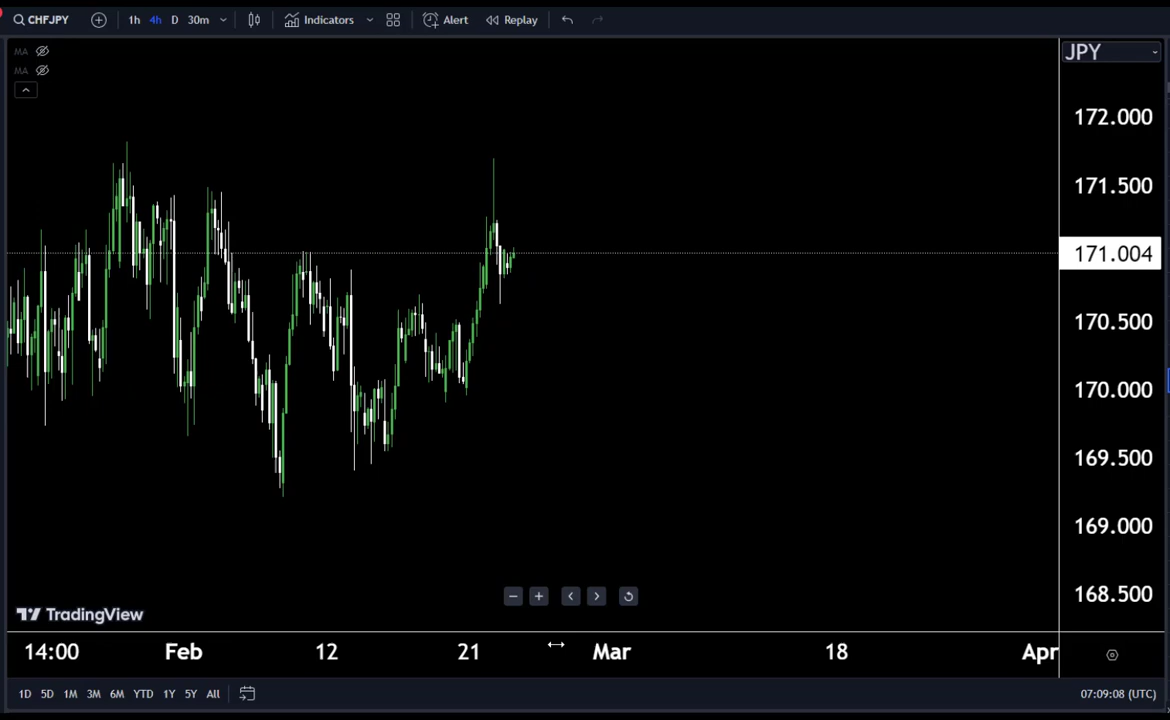 CHFJPY 1h 4h D 30m Indicators Alert Replay
MA
MA
JPY
172.000
171.500
171.004
170.500
170.000
169.500
169.000
168.500
TradingView
14:00 Feb 12 21 Mar 18 Apr
1D 5D 1M 3M 6M YTD 1Y 5Y All 07:09:08 (UTC)